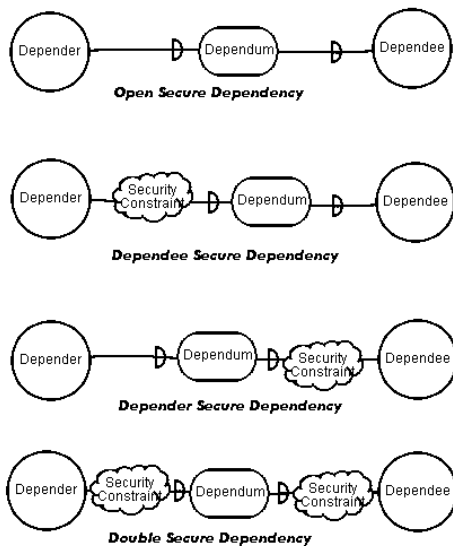 Depender Dependum Dependee
Open Secure Dependency
Depender Security Constraint Dependum Dependee
Dependee Secure Dependency
Depender Dependum Security Constraint Dependee
Depender Secure Dependency
Depender Security Constraint Dependum Security Constraint Dependee
Double Secure Dependency